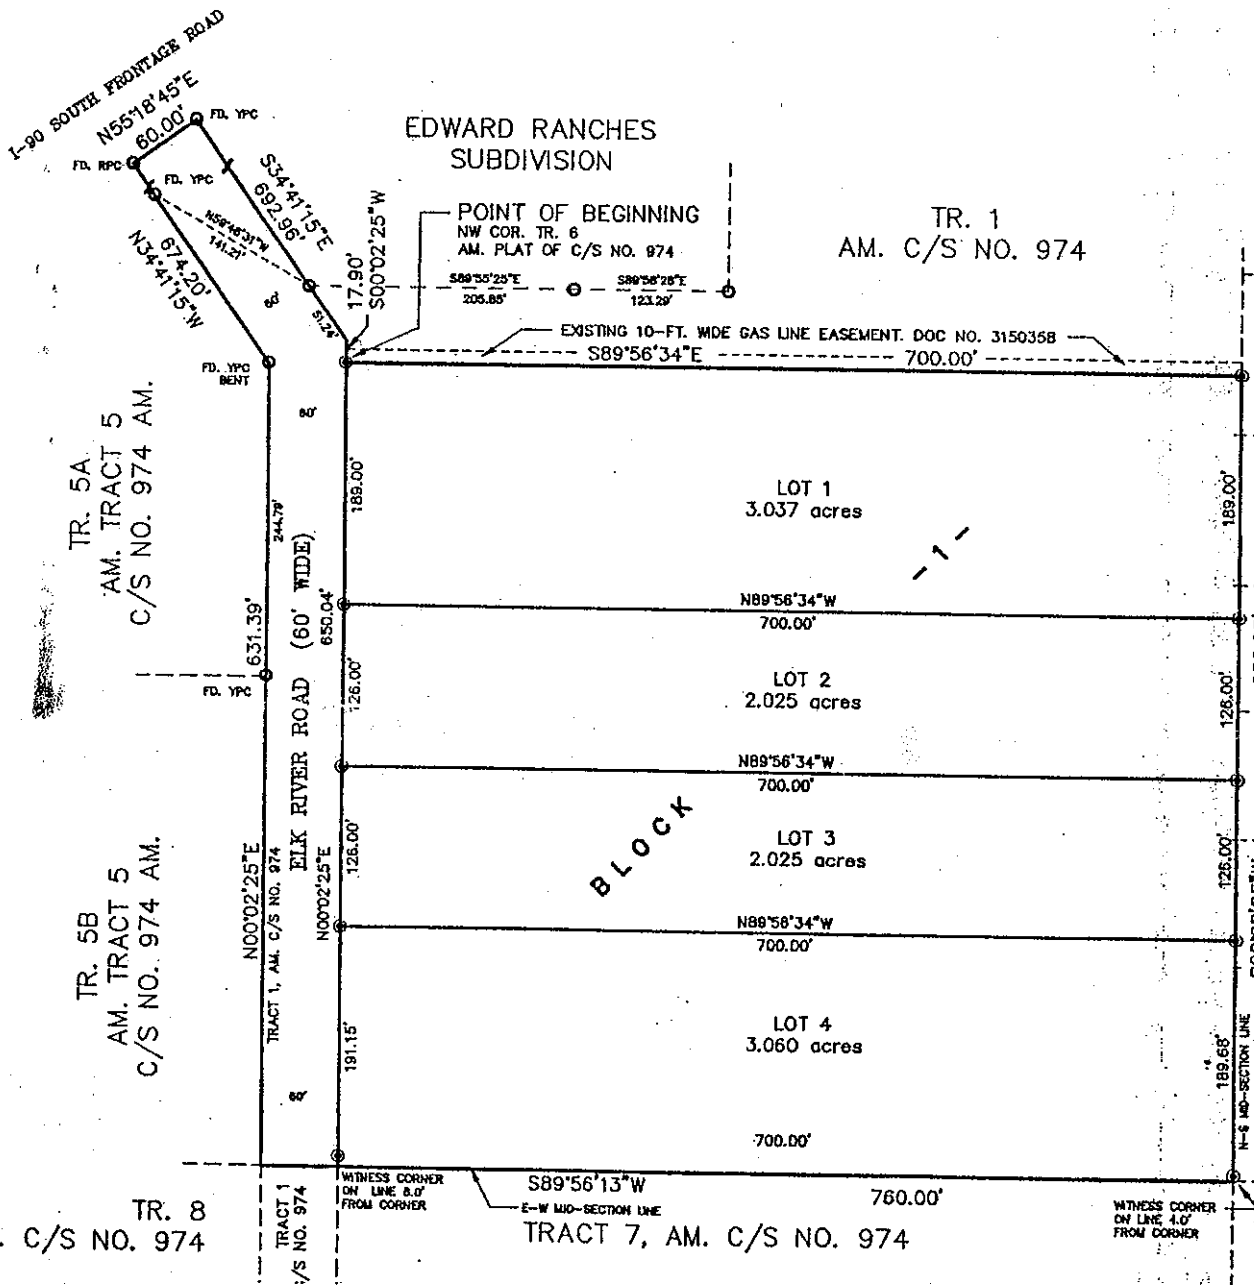 I-90 SOUTH FRONTAGE ROAD
N55°18'45"E
60.00'
FD. YPC
FD. RPC
FD. YPC
S34°41'15"E
692.96'
N59°46'31"W
141.21'
674.20'
N34°41'15"W
60'
51.24'
17.90'
S00°02'25"W
EDWARD RANCHES
SUBDIVISION
POINT OF BEGINNING
NW COR. TR. 6
AM. PLAT OF C/S NO. 974
S89°55'25"E
205.85'
S89°56'28"E
123.29'
TR. 1
AM. C/S NO. 974
EXISTING 10-FT. WIDE GAS LINE EASEMENT. DOC NO. 3150358
S89°56'34"E
700.00'
FD. YPC
BENT
60'
TR. 5A
AM. TRACT 5
C/S NO. 974 AM.
244.79'
189.00'
LOT 1
3.037 acres
189.00'
- 1 -
631.39'
ELK RIVER ROAD (60' WIDE)
650.04'
N89°56'34"W
700.00'
FD. YPC
126.00'
LOT 2
2.025 acres
126.00'
N89°56'34"W
700.00'
BLOCK
126.00'
LOT 3
2.025 acres
126.00'
TR. 5B
AM. TRACT 5
C/S NO. 974 AM.
N00°02'25"E
TRACT 1, AM. C/S NO. 974
N00°02'25"E
N89°56'34"W
700.00'
191.15'
LOT 4
3.060 acres
189.68'
N-S MID-SECTION LINE
60'
700.00'
WITNESS CORNER
ON LINE 8.0'
FROM CORNER
S89°56'13"W
760.00'
E-W MID-SECTION LINE
WITNESS CORNER
ON LINE 4.0'
FROM CORNER
TR. 8
. C/S NO. 974
TRACT 1
C/S NO. 974
TRACT 7, AM. C/S NO. 974